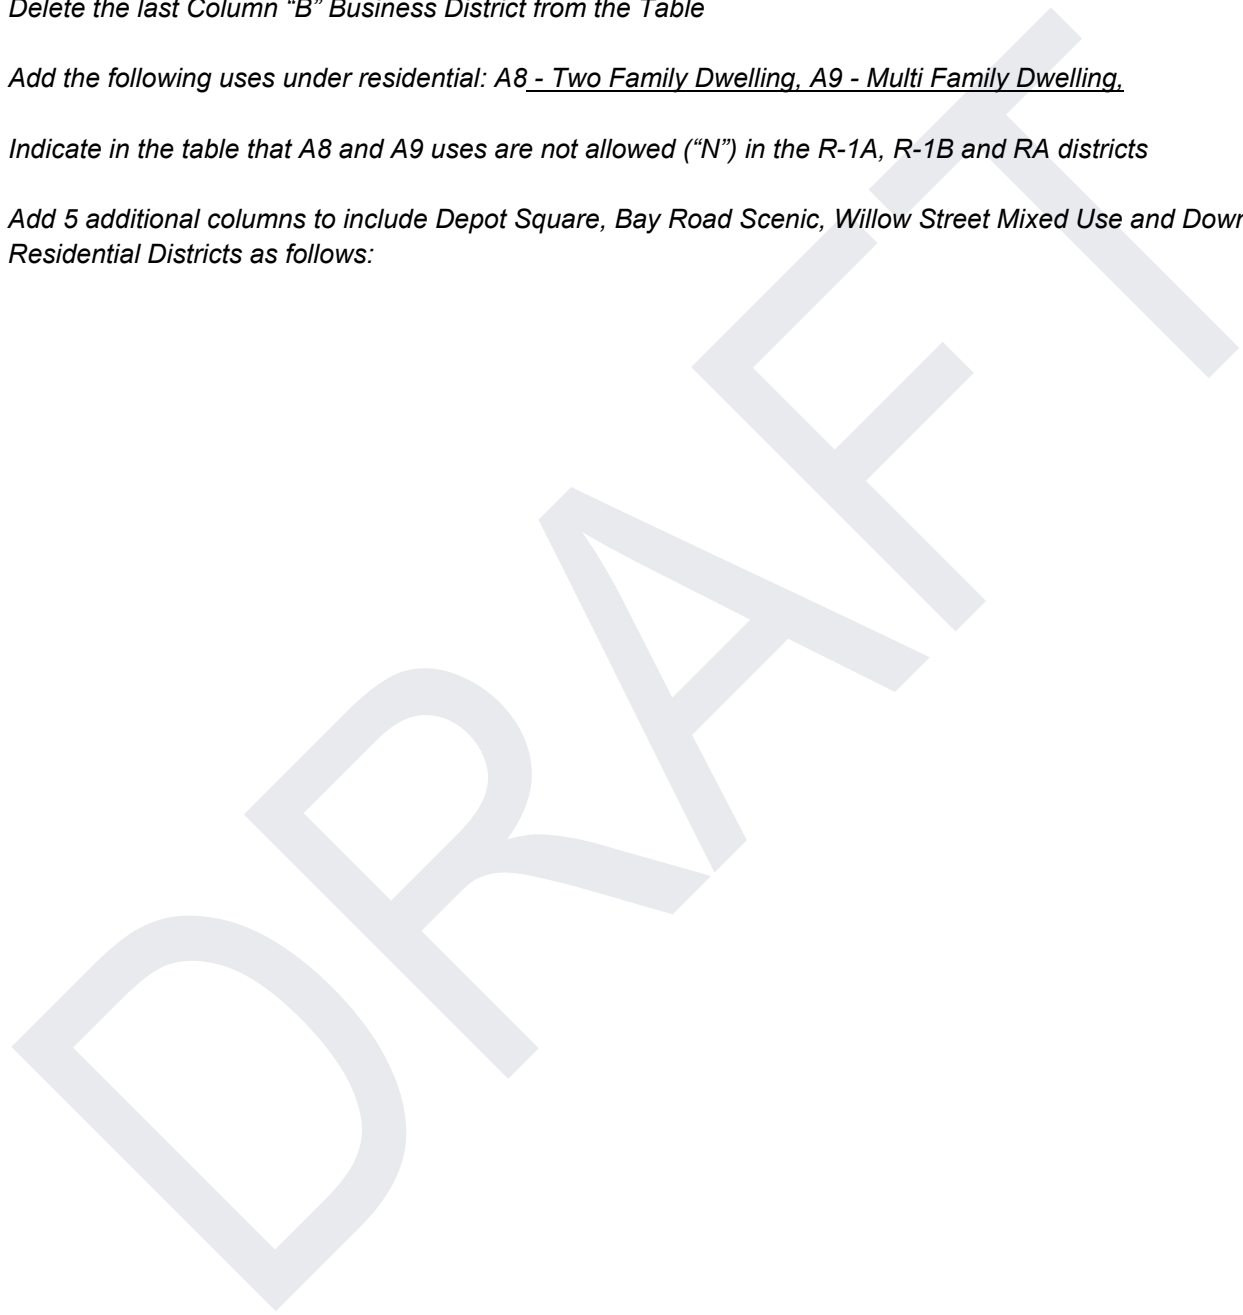 Delete the last Column “B” Business District from the Table
Add the following uses under residential: A8 - Two Family Dwelling, A9 - Multi Family Dwelling,
Indicate in the table that A8 and A9 uses are not allowed (“N”) in the R-1A, R-1B and RA districts
Add 5 additional columns to include Depot Square, Bay Road Scenic, Willow Street Mixed Use and
Residential Districts as follows:
DRAFT